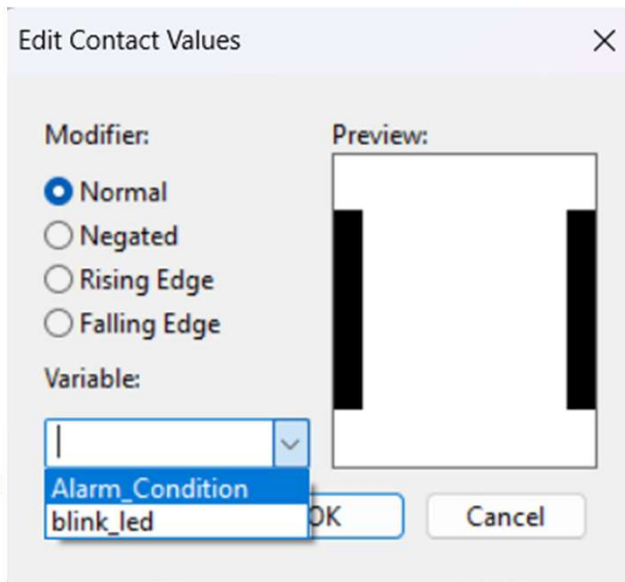 Edit Contact Values
Modifier:
Preview:
Normal
Negated
Rising Edge
Falling Edge
Variable:
Alarm_Condition
blink_led
OK
Cancel